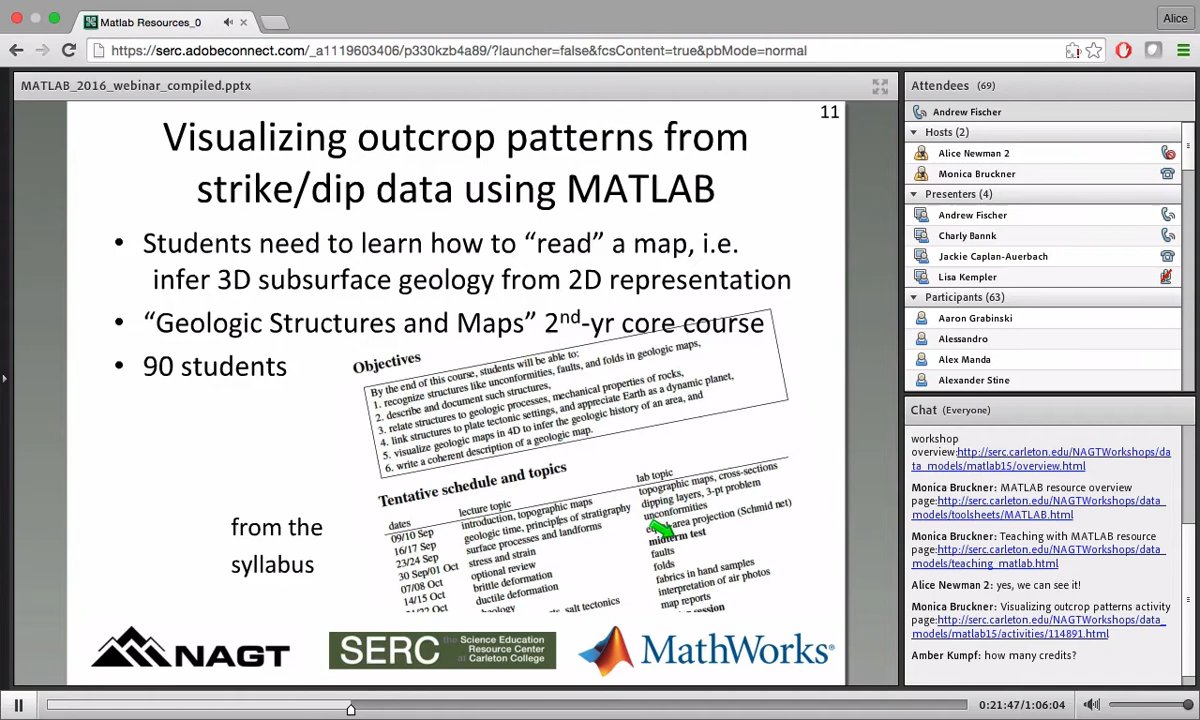 Matlab Resources_0
Alice
https://serc.adobeconnect.com/_a1119603406/p330kzb4a89/?launcher=false&fcsContent=true&pbMode=normal
MATLAB_2016_webinar_compiled.pptx
11
Visualizing outcrop patterns from
strike/dip data using MATLAB
• Students need to learn how to “read” a map, i.e.
infer 3D subsurface geology from 2D representation
• “Geologic Structures and Maps” 2nd-yr core course
• 90 students
Objectives
By the end of this course, students will be able to:
1. recognize structures like unconformities, faults, and folds in geologic maps,
2. describe and document such structures,
3. relate structures to geologic processes, mechanical properties of rocks,
4. link structures to plate tectonic settings, and appreciate Earth as a dynamic planet,
5. visualize geologic maps in 4D to infer the geologic history of an area, and
6. write a coherent description of a geologic map.
Tentative schedule and topics
dates lecture topic lab topic
09/10 Sep introduction, topographic maps topographic maps, cross-sections
16/17 Sep geologic time, principles of stratigraphy dipping layers, 3-pt problem
23/24 Sep surface processes and landforms unconformities
30 Sep/01 Oct stress and strain area projection (Schmid net)
07/08 Oct optional review midterm test
14/15 Oct brittle deformation faults
Oct ductile deformation folds
salt tectonics fabrics in hand samples
interpretation of air photos
map reports
from the
syllabus
NAGT
SERC the Science Education Resource Center at Carleton College
MathWorks®
0:21:47/1:06:04
Attendees (69)
Andrew Fischer
Hosts (2)
Alice Newman 2
Monica Bruckner
Presenters (4)
Andrew Fischer
Charly Bannk
Jackie Caplan-Auerbach
Lisa Kempler
Participants (63)
Aaron Grabinski
Alessandro
Alex Manda
Alexander Stine
Chat (Everyone)
workshop
overview:http://serc.carleton.edu/NAGTWorkshops/da
ta_models/matlab15/overview.html
Monica Bruckner: MATLAB resource overview
page:http://serc.carleton.edu/NAGTWorkshops/data_
models/toolsheets/MATLAB.html
Monica Bruckner: Teaching with MATLAB resource
page:http://serc.carleton.edu/NAGTWorkshops/data_
models/teaching_matlab.html
Alice Newman 2: yes, we can see it!
Monica Bruckner: Visualizing outcrop patterns activity
page:http://serc.carleton.edu/NAGTWorkshops/data_
models/matlab15/activities/114891.html
Amber Kumpf: how many credits?